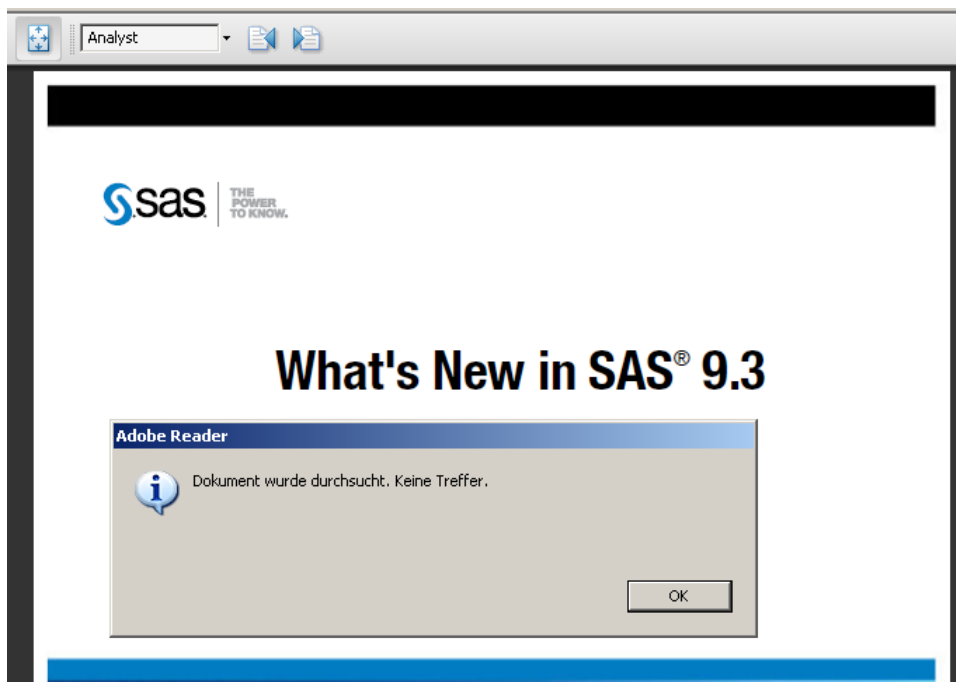 Analyst
sas
THE
POWER
TO KNOW.
What's New in SAS® 9.3
Adobe Reader
Dokument wurde durchsucht. Keine Treffer.
OK